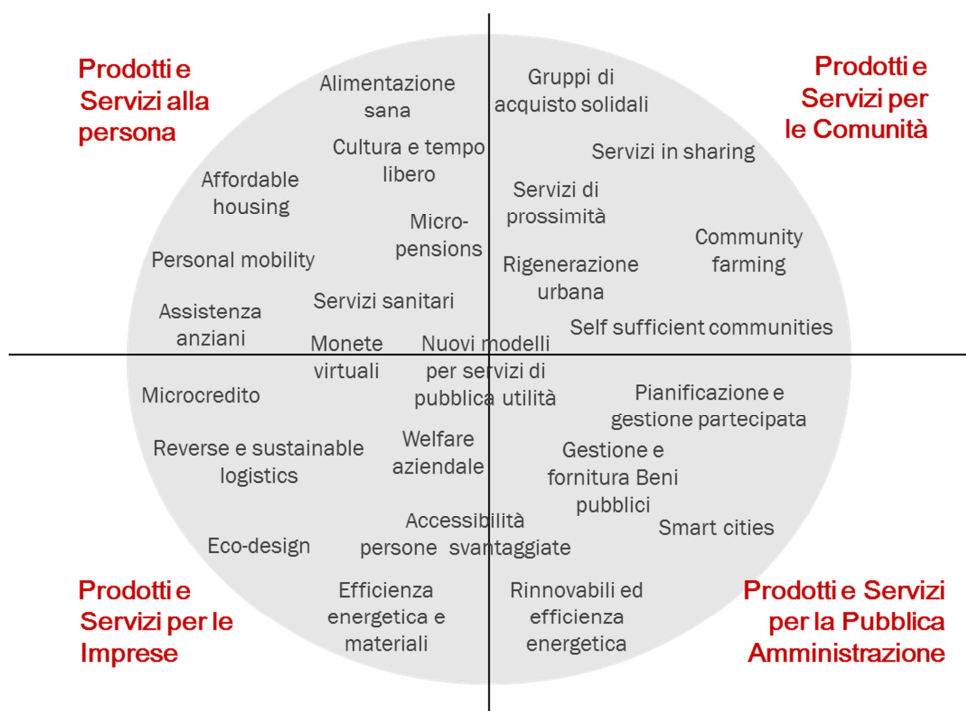 Prodotti e
Servizi alla
persona
Alimentazione
sana
Cultura e tempo
libero
Affordable
housing
Micro-
pensions
Personal mobility
Servizi sanitari
Assistenza
anziani
Monete
virtuali
Prodotti e
Servizi per
le Comunità
Gruppi di
acquisto solidali
Servizi in sharing
Servizi di
prossimità
Community
farming
Rigenerazione
urbana
Self sufficient communities
Nuovi modelli
per servizi di
pubblica utilità
Microcredito
Reverse e sustainable
logistics
Welfare
aziendale
Accessibilità
persone svantaggiate
Eco-design
Efficienza
energetica e
materiali
Prodotti e
Servizi per le
Imprese
Pianificazione e
gestione partecipata
Gestione e
fornitura Beni
pubblici
Smart cities
Rinnovabili ed
efficienza
energetica
Prodotti e Servizi
per la Pubblica
Amministrazione